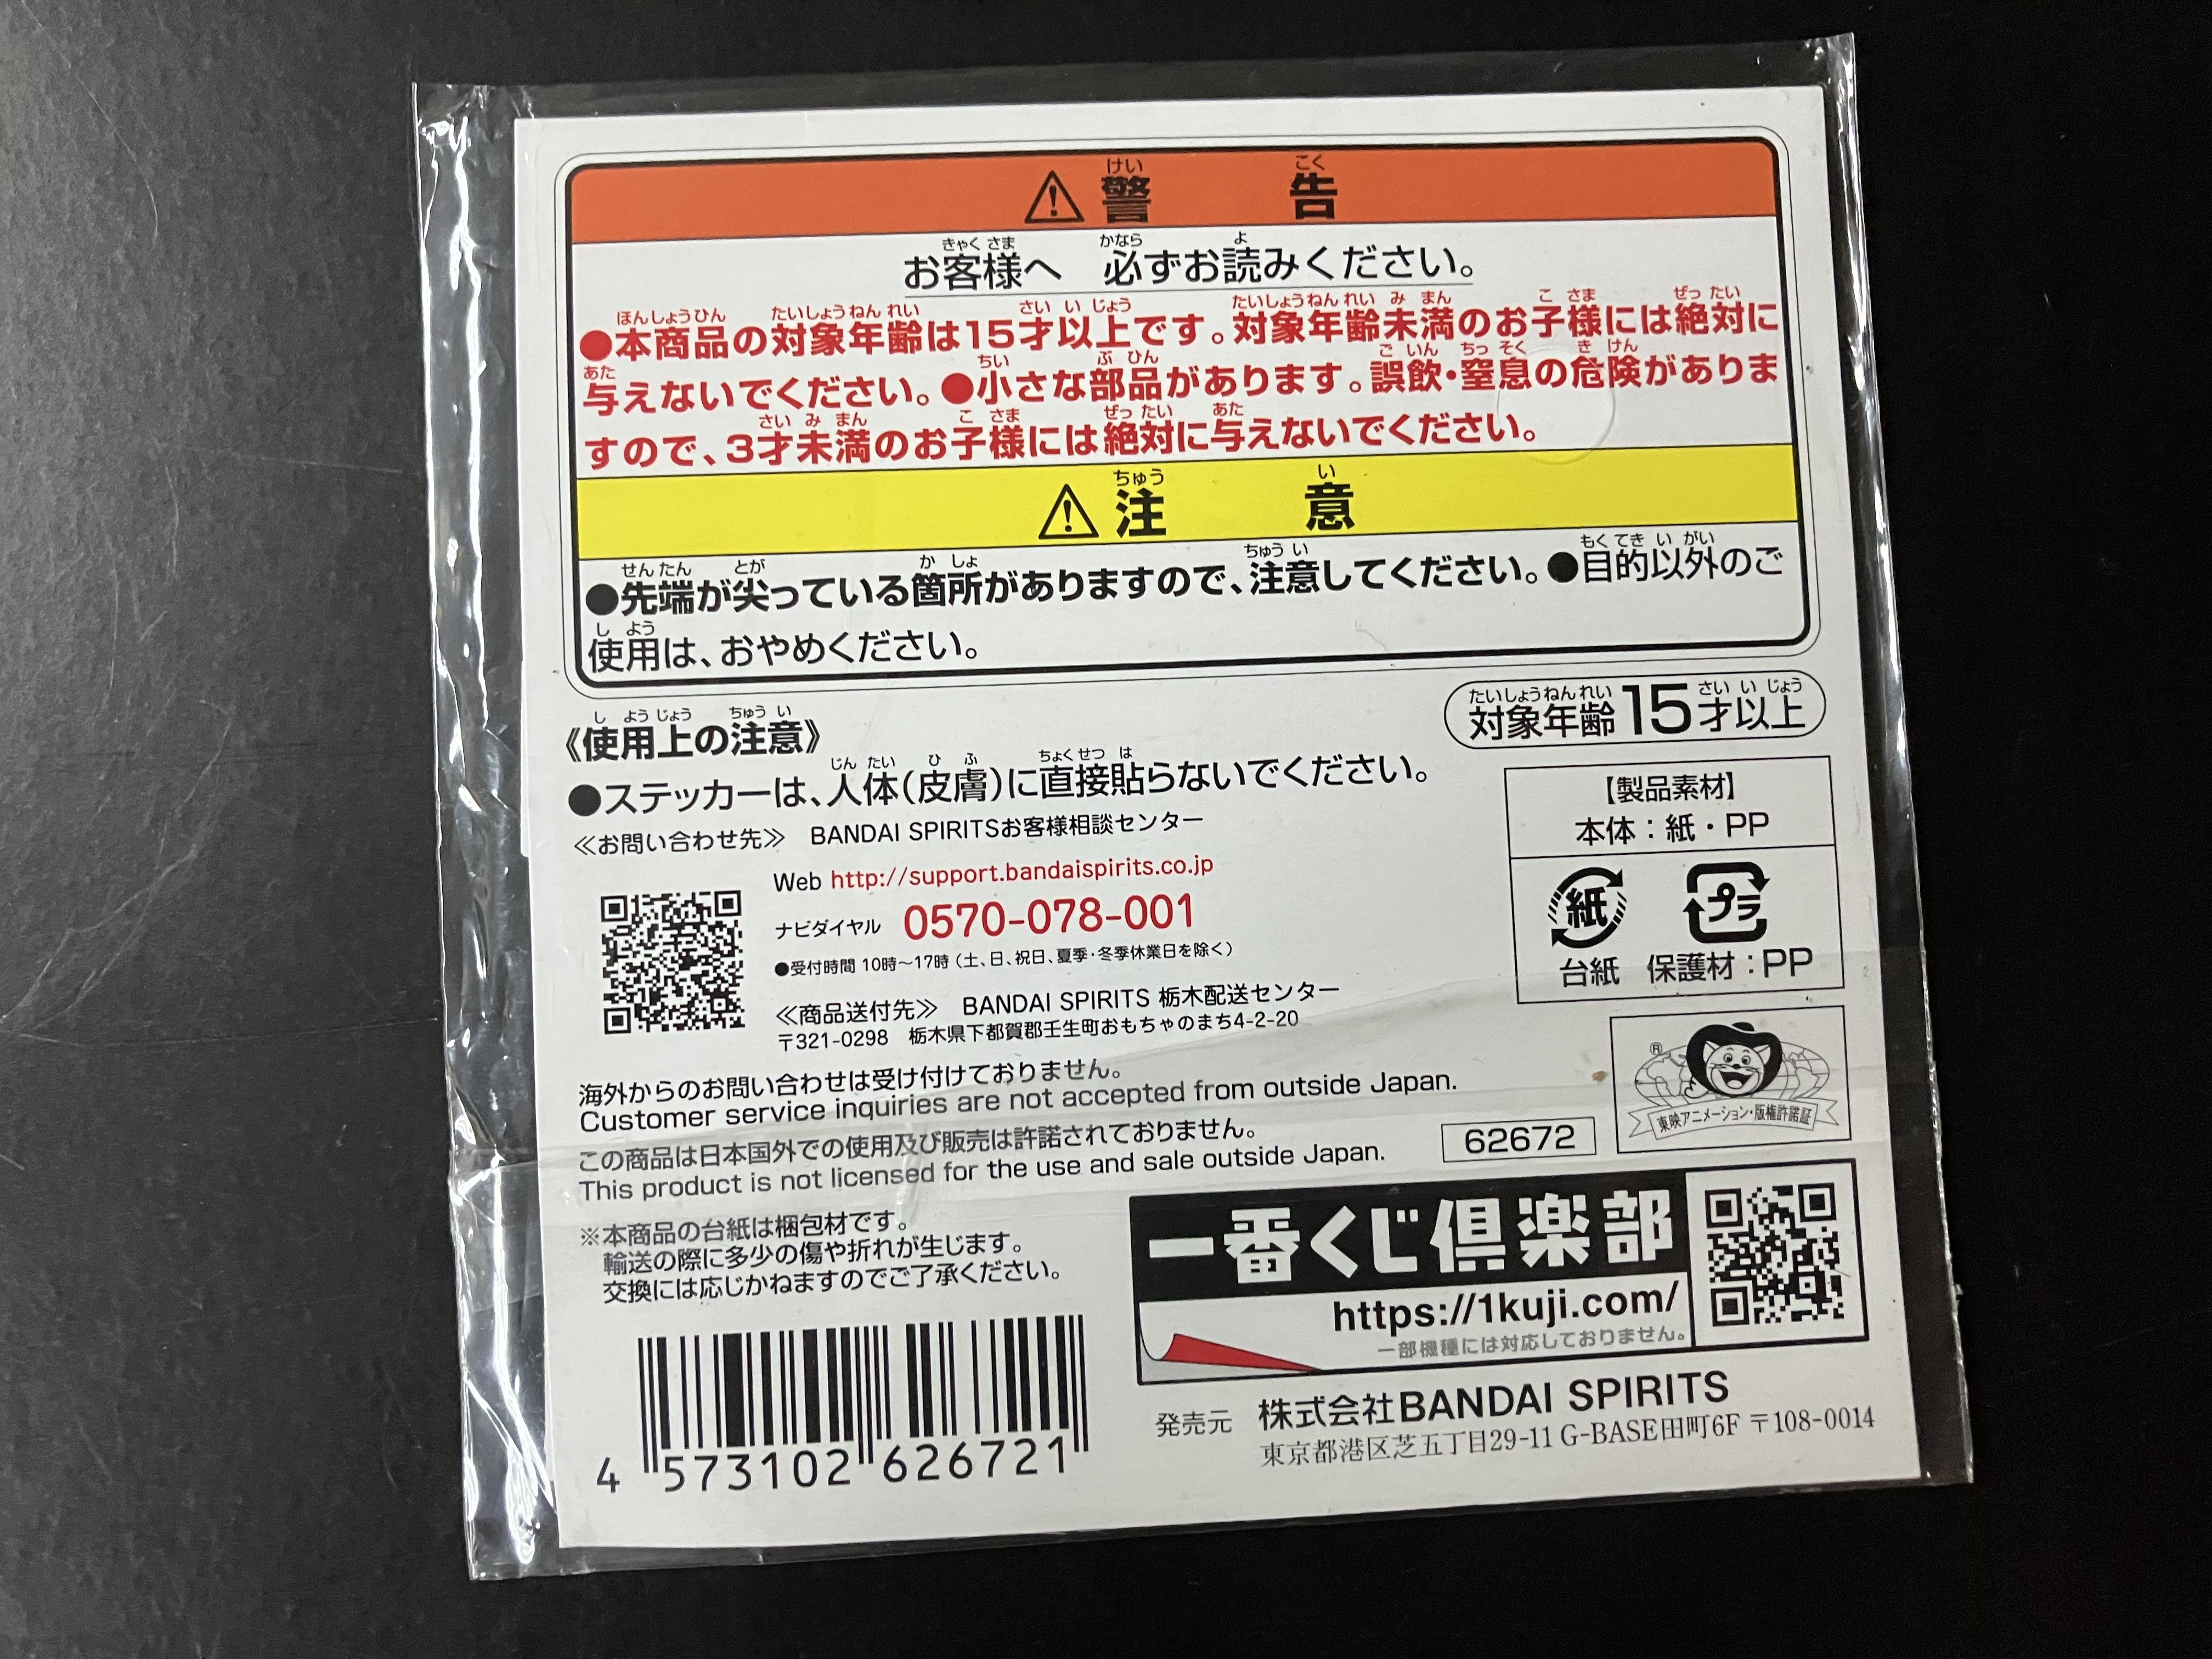 ⚠警告
お客様へ 必ずお読みください。
●本商品の対象年齢は15才以上です。対象年齢未満のお子様には絶対に
与えないでください。●小さな部品があります。誤飲・窒息の危険がありま
すので、3才未満のお子様には絶対に与えないでください。
⚠注意
●先端が尖っている箇所がありますので、注意してください。●目的以外のご
使用は、おやめください。
対象年齢15才以上
《使用上の注意》
●ステッカーは、人体(皮膚)に直接貼らないでください。
≪お問い合わせ先≫ BANDAI SPIRITSお客様相談センター
Web http://support.bandaispirits.co.jp
ナビダイヤル 0570-078-001
●受付時間 10時～17時(土、日、祝日、夏季・冬季休業日を除く)
≪商品送付先≫ BANDAI SPIRITS 栃木配送センター
〒321-0298 栃木県下都賀郡壬生町おもちゃのまち4-2-20
【製品素材】
本体：紙・PP
紙 プラ
台紙 保護材：PP
海外からのお問い合わせは受け付けておりません。
Customer service inquiries are not accepted from outside Japan.
この商品は日本国外での使用及び販売は許諾されておりません。
This product is not licensed for the use and sale outside Japan.
62672
®
東映アニメーション・版権許諾証
※本商品の台紙は梱包材です。
輸送の際に多少の傷や折れが生じます。
交換には応じかねますのでご了承ください。
一番くじ倶楽部
https://1kuji.com/
一部機種には対応しておりません。
発売元 株式会社BANDAI SPIRITS
東京都港区芝五丁目29-11 G-BASE田町6F 〒108-0014
4 573102 626721